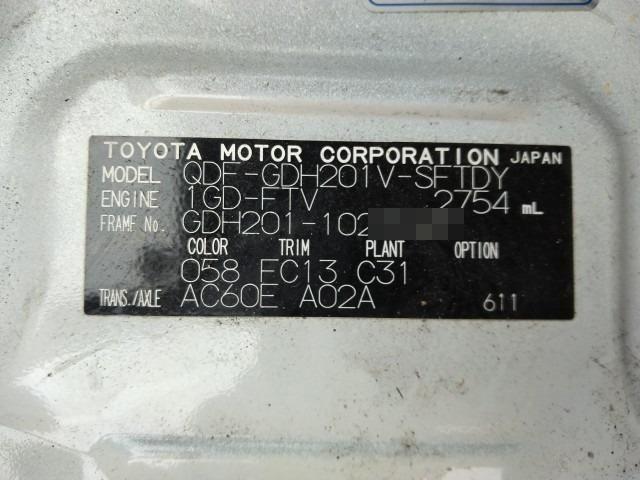 TOYOTA MOTOR CORPORATION JAPAN
MODEL QDF-GDH201V-SFTDY
ENGINE 1GD-FTV 2754 mL
FRAME No. GDH201-102
COLOR TRIM PLANT OPTION
058 FC13 C31
TRANS./AXLE AC60E A02A 611